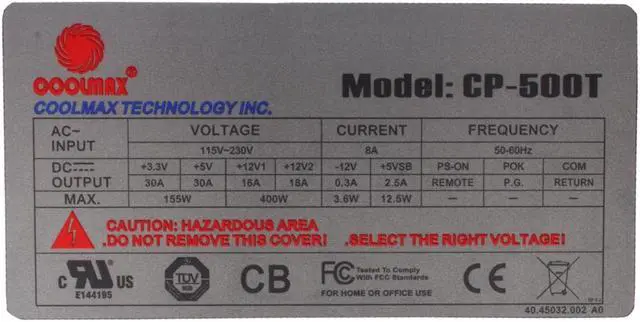 COOLMAX®
COOLMAX TECHNOLOGY INC.
Model: CP-500T
AC-INPUT VOLTAGE CURRENT FREQUENCY
115V~230V 8A 50-60Hz
DC OUTPUT +3.3V +5V +12V1 +12V2 -12V +5VSB PS-ON POK COM
30A 30A 16A 18A 0.3A 2.5A REMOTE P.G. RETURN
MAX. 155W 400W 3.6W 12.5W — — —
CAUTION: HAZARDOUS AREA
.DO NOT REMOVE THIS COVER! .SELECT THE RIGHT VOLTAGE!
c RU US
E144195
TÜV
CB
FC Tested To Comply
With FCC Standards
FOR HOME OR OFFICE USE
CE
40.45032.002 A0